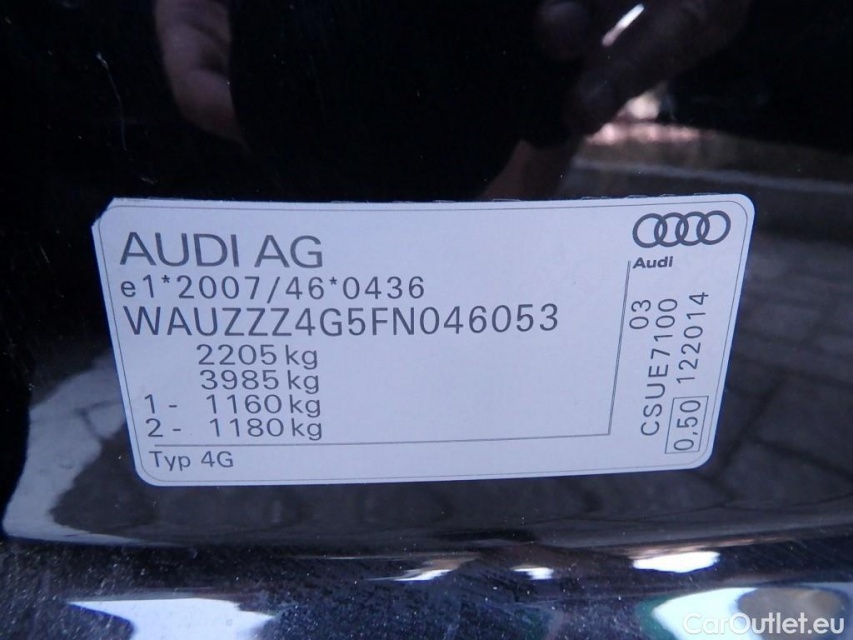 AUDI AG
e1*2007/46*0436
WAUZZZ4G5FN046053
2205 kg
3985 kg
1 - 1160 kg
2 - 1180 kg
Typ 4G
Audi
CSUE7100 03
0,50 122014
CarOutlet.eu